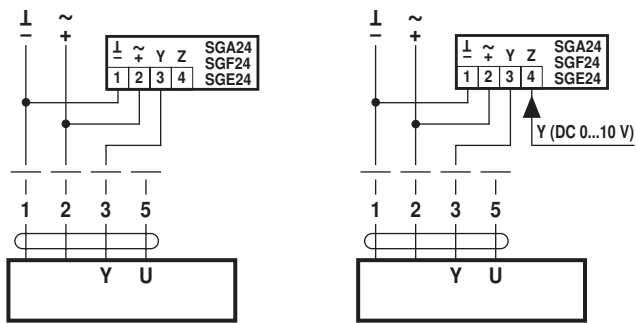 ⊥ ~
– +
⊥ ~ Y Z SGA24
– + SGF24
1 2 3 4 SGE24
1 2 3 5
Y U
⊥ ~
– +
⊥ ~ Y Z SGA24
– + SGF24
1 2 3 4 SGE24
Y (DC 0...10 V)
1 2 3 5
Y U